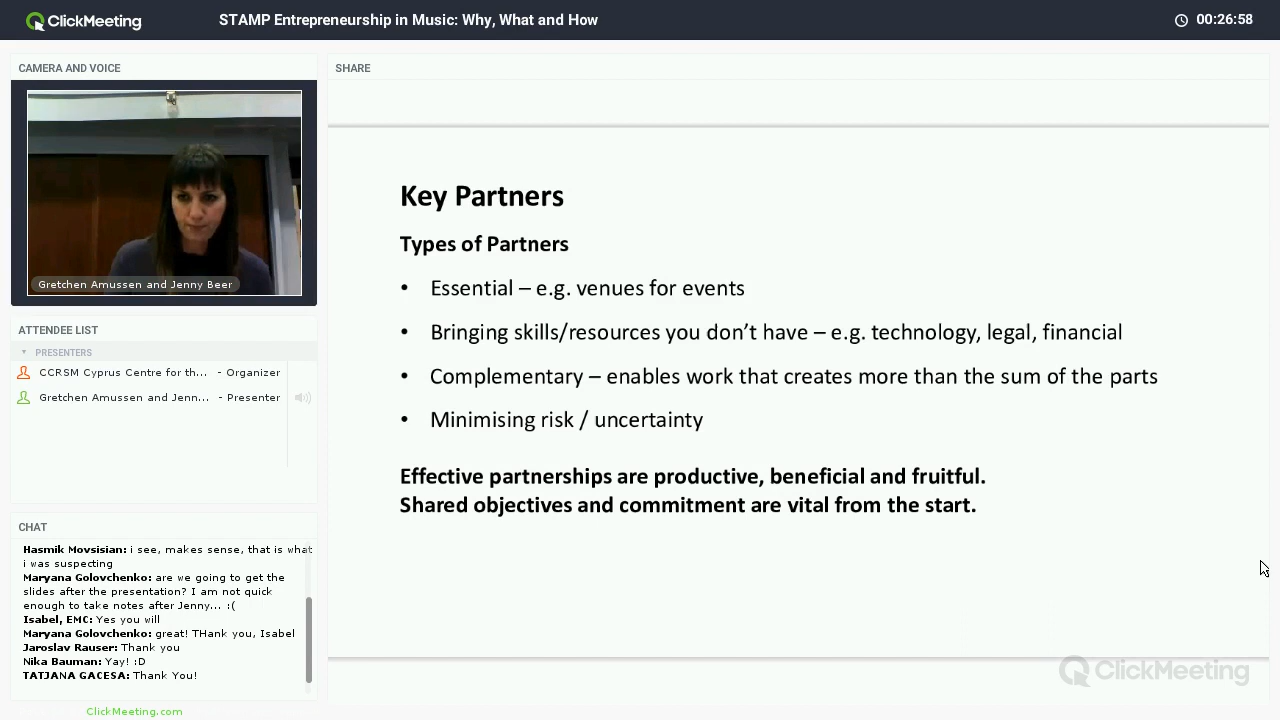 ClickMeeting
STAMP Entrepreneurship in Music: Why, What and How
00:26:58
CAMERA AND VOICE
Gretchen Amussen and Jenny Beer
ATTENDEE LIST
PRESENTERS
CCRSM Cyprus Centre for th... - Organizer
Gretchen Amussen and Jenn... - Presenter
CHAT
Hasmik Movsisian: i see, makes sense, that is what
i was suspecting
Maryana Golovchenko: are we going to get the
slides after the presentation? I am not quick
enough to take notes after Jenny... :(
Isabel, EMC: Yes you will
Maryana Golovchenko: great! THank you, Isabel
Jaroslav Rauser: Thank you
Nika Bauman: Yay! :D
TATJANA GACESA: Thank You!
ClickMeeting.com
SHARE
Key Partners
Types of Partners
• Essential – e.g. venues for events
• Bringing skills/resources you don’t have – e.g. technology, legal, financial
• Complementary – enables work that creates more than the sum of the parts
• Minimising risk / uncertainty
Effective partnerships are productive, beneficial and fruitful.
Shared objectives and commitment are vital from the start.
ClickMeeting